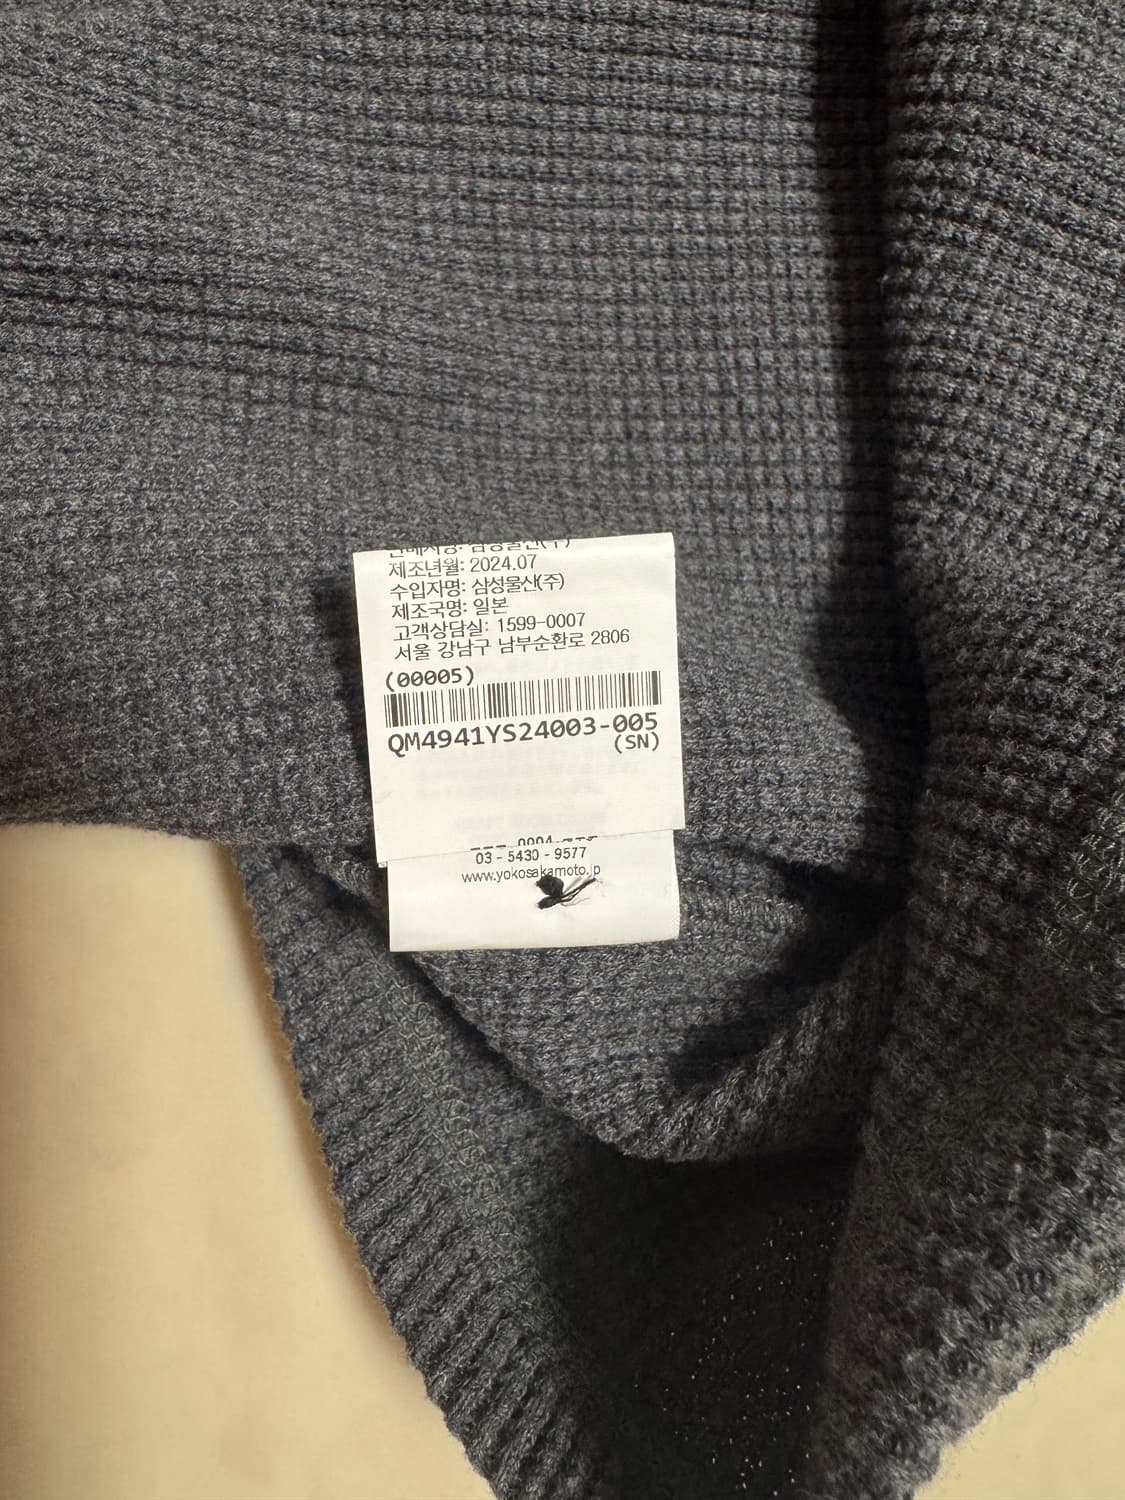 제조년월: 2024.07
수입자명: 삼성물산(주)
제조국명: 일본
고객상담실: 1599-0007
서울 강남구 남부순환로 2806
(00005)
QM4941YS24003-005
(SN)
03 - 5430 - 9577
www.yokosakamoto.jp